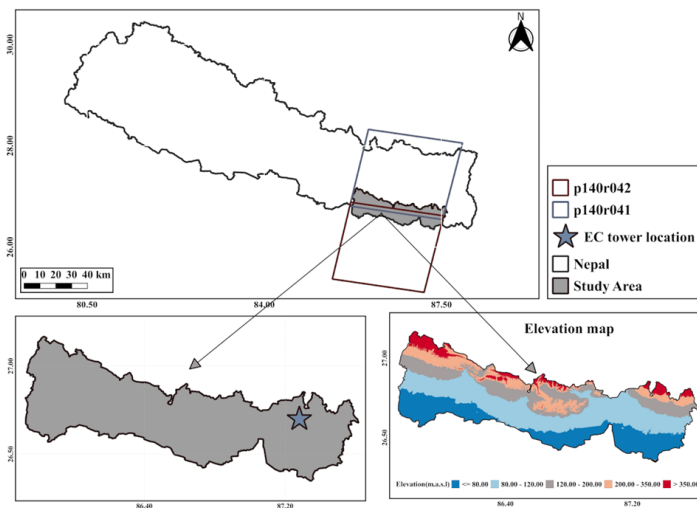 N
30.00
28.00
26.00
0 10 20 30 40 km
80.50 84.00 87.50
p140r042
p140r041
EC tower location
Nepal
Study Area
27.00
26.50
86.40 87.20
Elevation map
27.00
26.50
Elevation(m.a.s.l) <= 80.00 80.00 - 120.00 120.00 - 200.00 200.00 - 350.00 > 350.00
86.40 87.20